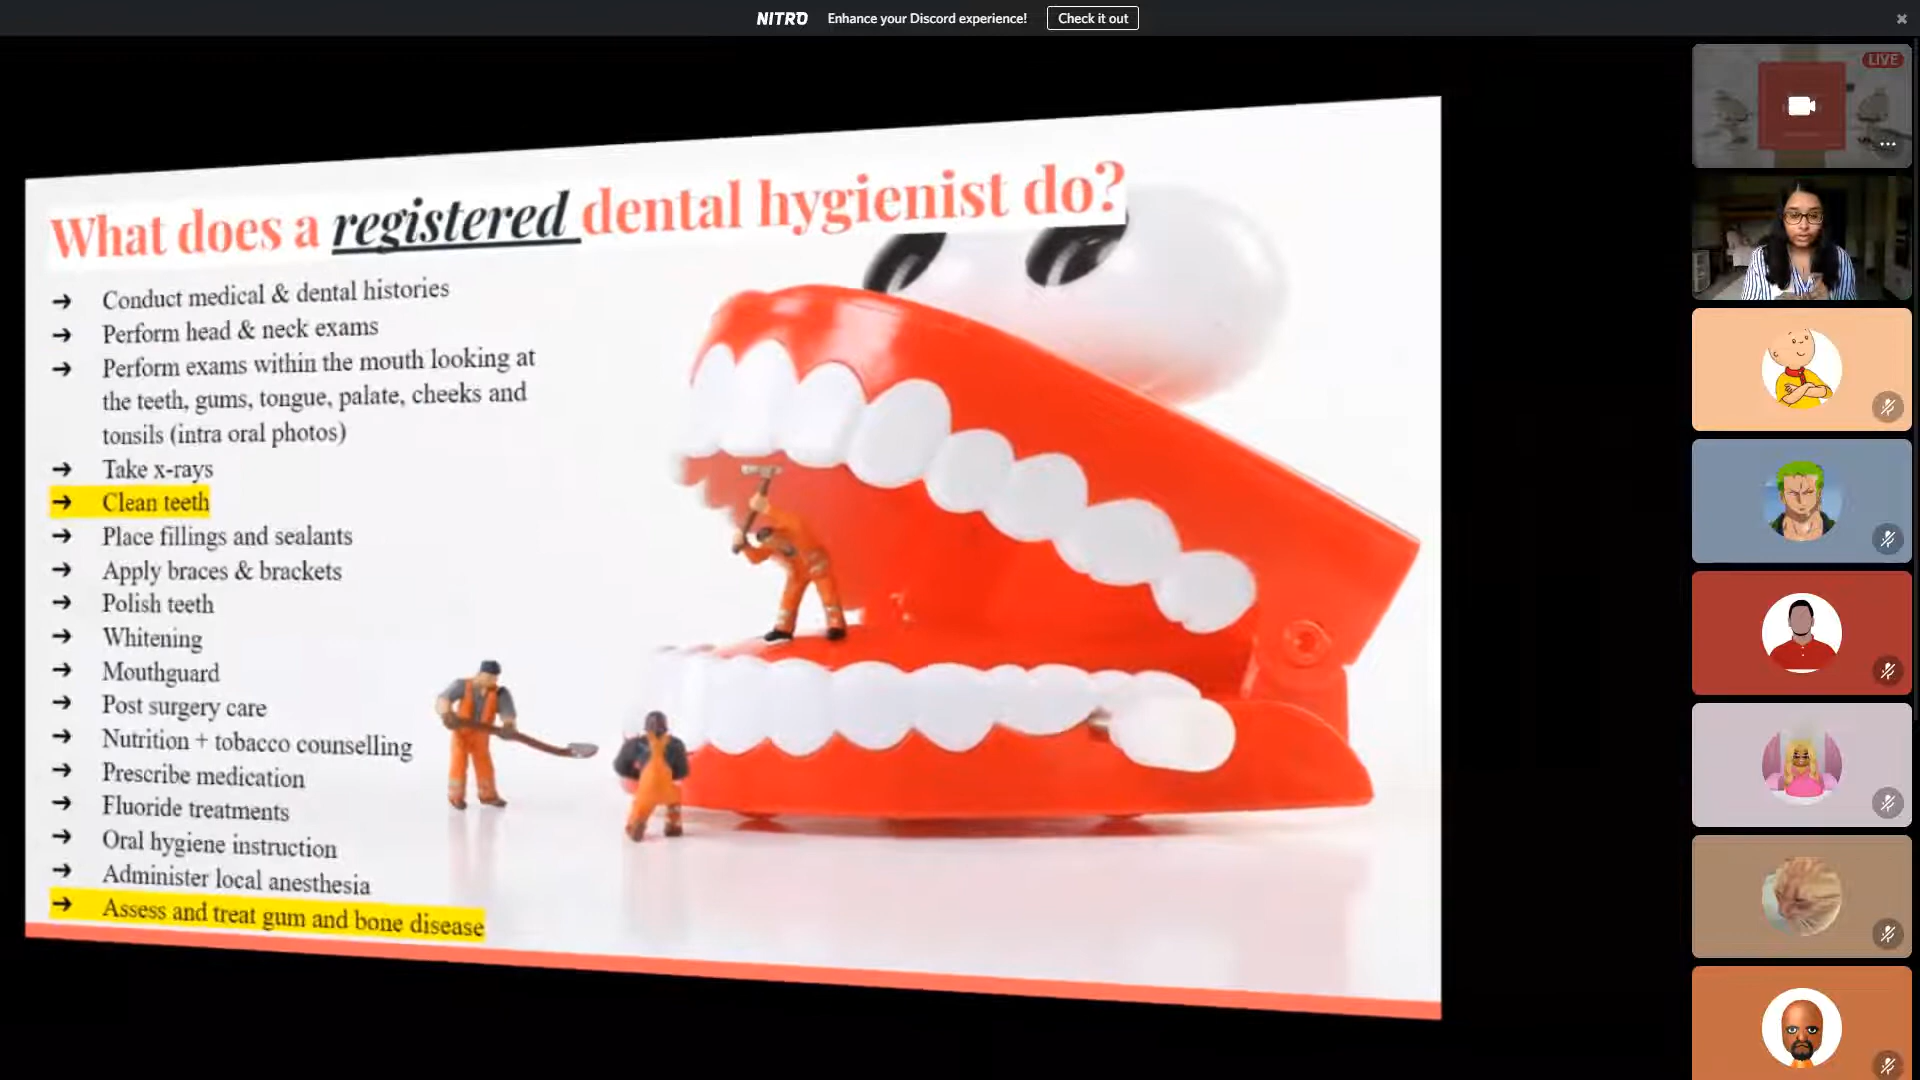 NITRO Enhance your Discord experience! Check it out
LIVE
What does a registered dental hygienist do?
➔ Conduct medical & dental histories
➔ Perform head & neck exams
➔ Perform exams within the mouth looking at
the teeth, gums, tongue, palate, cheeks and
tonsils (intra oral photos)
➔ Take x-rays
➔ Clean teeth
➔ Place fillings and sealants
➔ Apply braces & brackets
➔ Polish teeth
➔ Whitening
➔ Mouthguard
➔ Post surgery care
➔ Nutrition + tobacco counselling
➔ Prescribe medication
➔ Fluoride treatments
➔ Oral hygiene instruction
➔ Administer local anesthesia
➔ Assess and treat gum and bone disease